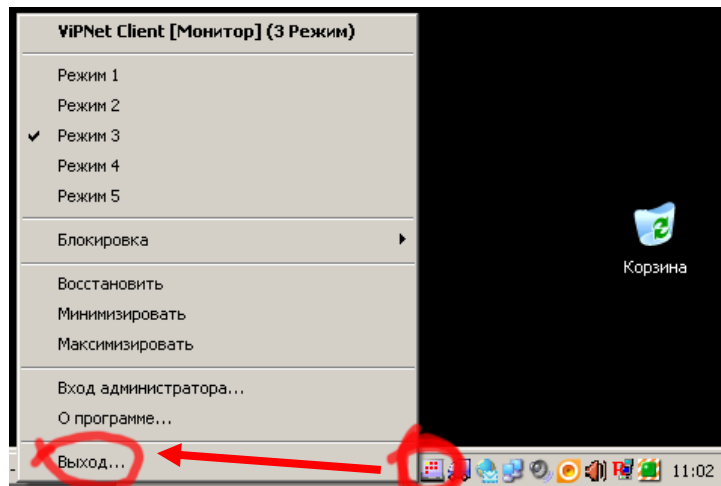 ViPNet Client [Монитор] (3 Режим)
Режим 1
Режим 2
Режим 3
Режим 4
Режим 5
Блокировка
Восстановить
Минимизировать
Максимизировать
Вход администратора...
О программе...
Выход...
Корзина
11:02